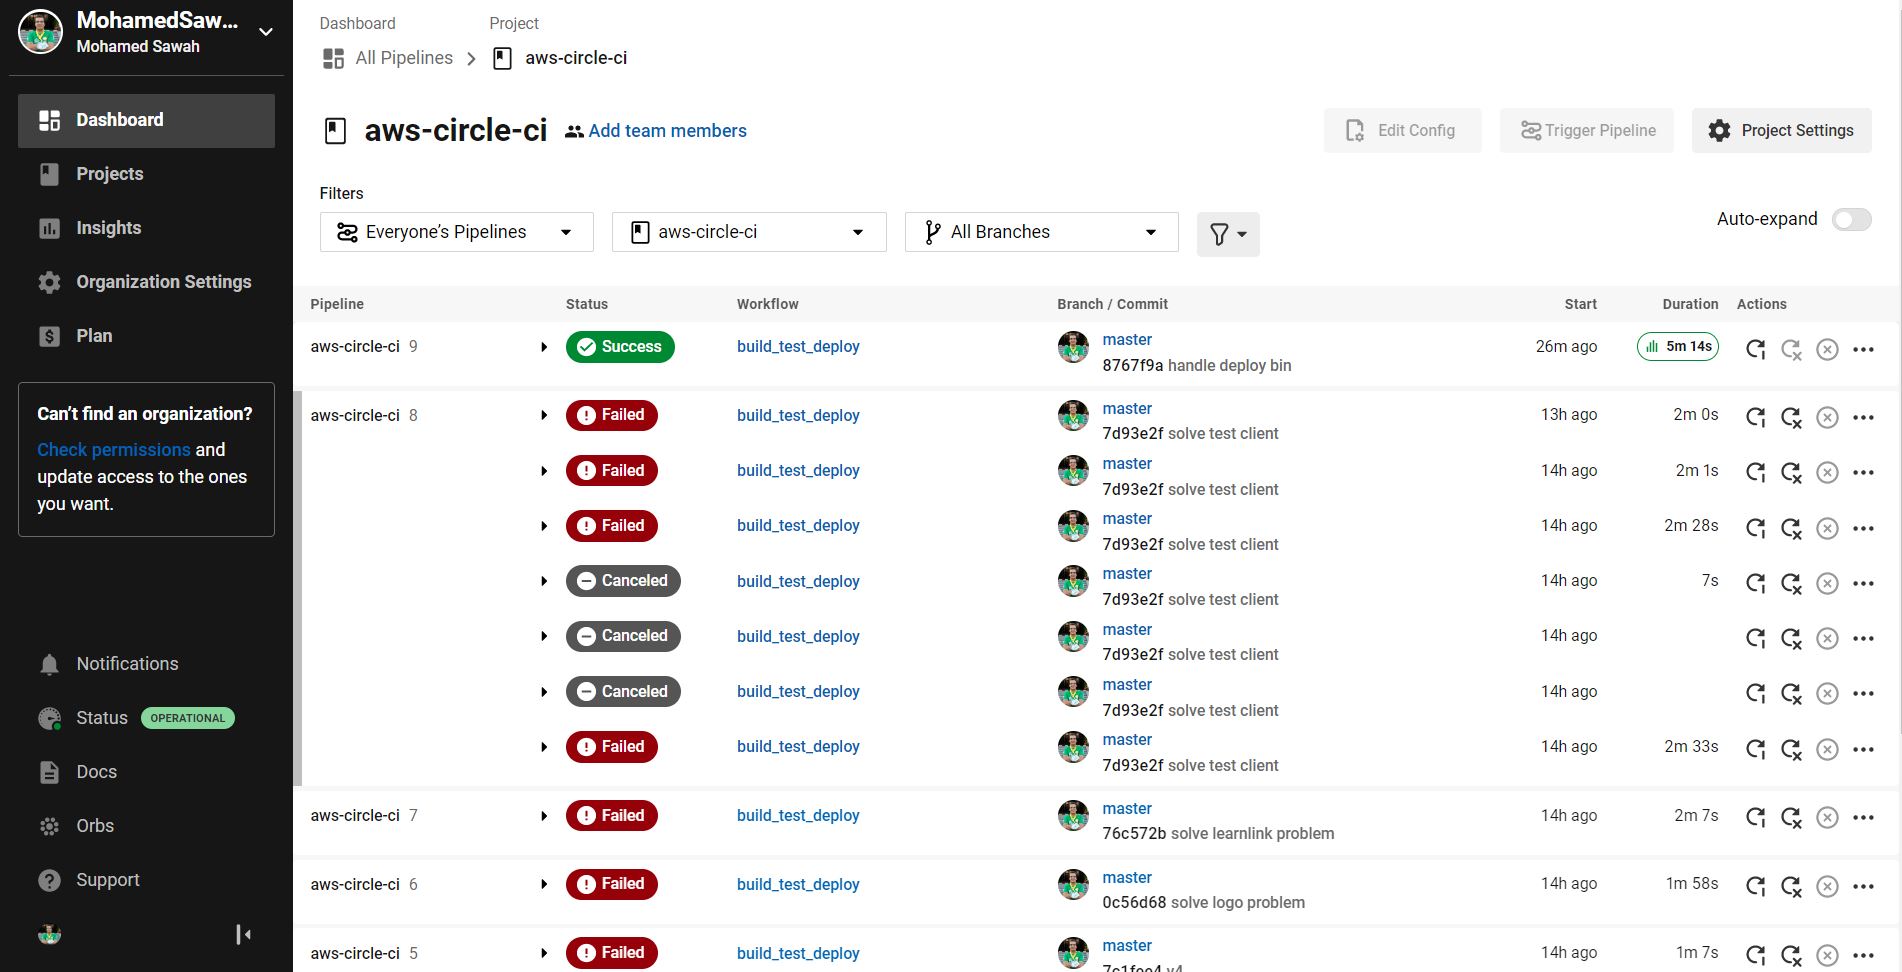 MohamedSaw...
Mohamed Sawah
Dashboard
Projects
Insights
Organization Settings
Plan
Can't find an organization?
Check permissions and
update access to the ones
you want.
Notifications
Status OPERATIONAL
Docs
Orbs
Support
Dashboard Project
All Pipelines aws-circle-ci
aws-circle-ci Add team members
Edit Config Trigger Pipeline Project Settings
Filters
Everyone's Pipelines aws-circle-ci All Branches
Auto-expand
Pipeline Status Workflow Branch / Commit Start Duration Actions
aws-circle-ci 9 Success build_test_deploy master 26m ago 5m 14s
8767f9a handle deploy bin
aws-circle-ci 8 Failed build_test_deploy master 13h ago 2m 0s
7d93e2f solve test client
Failed build_test_deploy master 14h ago 2m 1s
7d93e2f solve test client
Failed build_test_deploy master 14h ago 2m 28s
7d93e2f solve test client
Canceled build_test_deploy master 14h ago 7s
7d93e2f solve test client
Canceled build_test_deploy master 14h ago
7d93e2f solve test client
Canceled build_test_deploy master 14h ago
7d93e2f solve test client
Failed build_test_deploy master 14h ago 2m 33s
7d93e2f solve test client
aws-circle-ci 7 Failed build_test_deploy master 14h ago 2m 7s
76c572b solve learnlink problem
aws-circle-ci 6 Failed build_test_deploy master 14h ago 1m 58s
0c56d68 solve logo problem
aws-circle-ci 5 Failed build_test_deploy master 14h ago 1m 7s